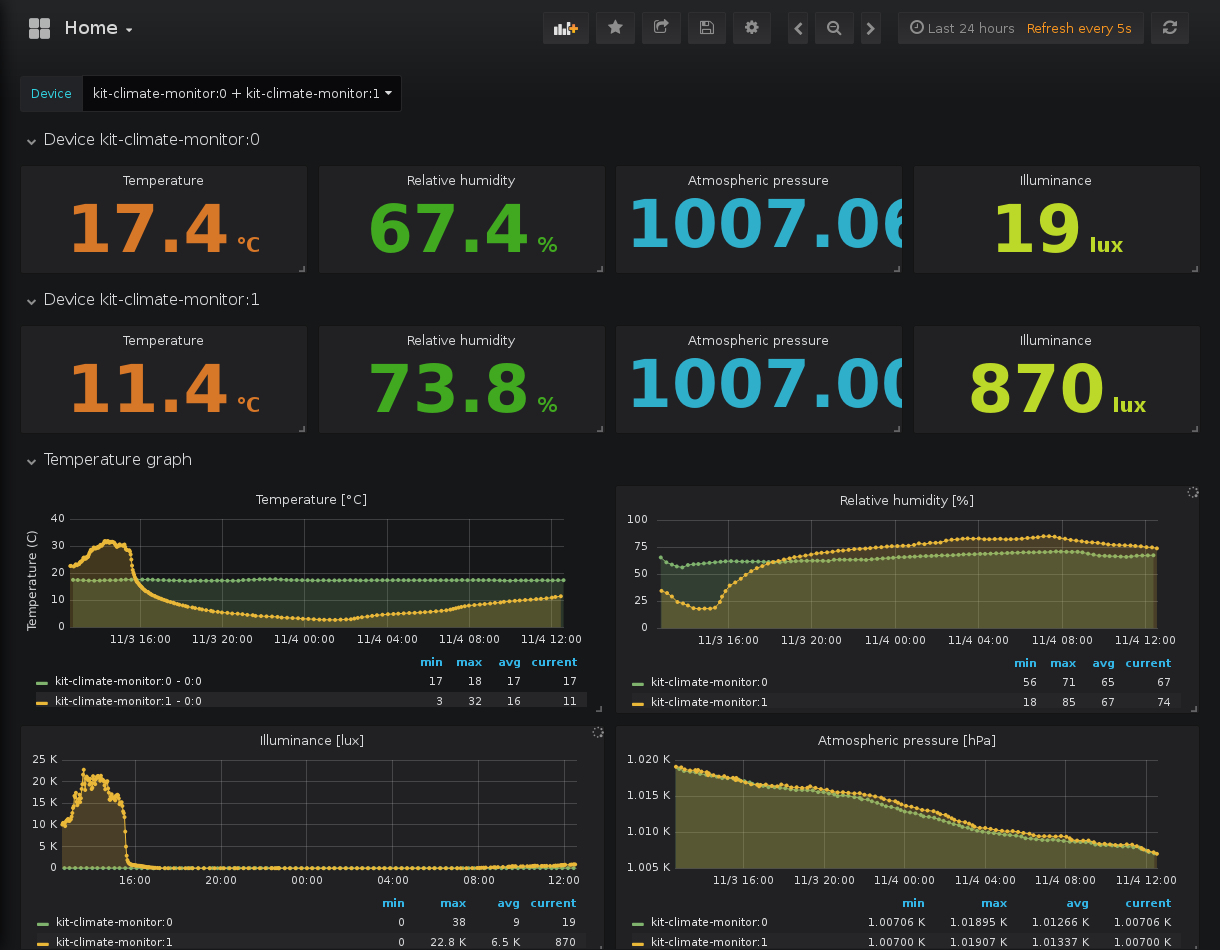 Home
Last 24 hours Refresh every 5s
Device kit-climate-monitor:0 + kit-climate-monitor:1
Device kit-climate-monitor:0
Temperature Relative humidity Atmospheric pressure Illuminance
17.4 °C 67.4 % 1007.06 19 lux
Device kit-climate-monitor:1
Temperature Relative humidity Atmospheric pressure Illuminance
11.4 °C 73.8 % 1007.00 870 lux
Temperature graph
Temperature [°C]
Temperature (C)
40
30
20
10
0
11/3 16:00 11/3 20:00 11/4 00:00 11/4 04:00 11/4 08:00 11/4 12:00
min max avg current
kit-climate-monitor:0 - 0:0 17 18 17 17
kit-climate-monitor:1 - 0:0 3 32 16 11
Relative humidity [%]
100
75
50
25
0
11/3 16:00 11/3 20:00 11/4 00:00 11/4 04:00 11/4 08:00 11/4 12:00
min max avg current
kit-climate-monitor:0 56 71 65 67
kit-climate-monitor:1 18 85 67 74
Illuminance [lux]
25 K
20 K
15 K
10 K
5 K
0
16:00 20:00 00:00 04:00 08:00 12:00
min max avg current
kit-climate-monitor:0 0 38 9 19
kit-climate-monitor:1 0 22.8 K 6.5 K 870
Atmospheric pressure [hPa]
1.020 K
1.015 K
1.010 K
1.005 K
11/3 16:00 11/3 20:00 11/4 00:00 11/4 04:00 11/4 08:00 11/4 12:00
min max avg current
kit-climate-monitor:0 1.00706 K 1.01895 K 1.01266 K 1.00706 K
kit-climate-monitor:1 1.00700 K 1.01907 K 1.01337 K 1.00700 K